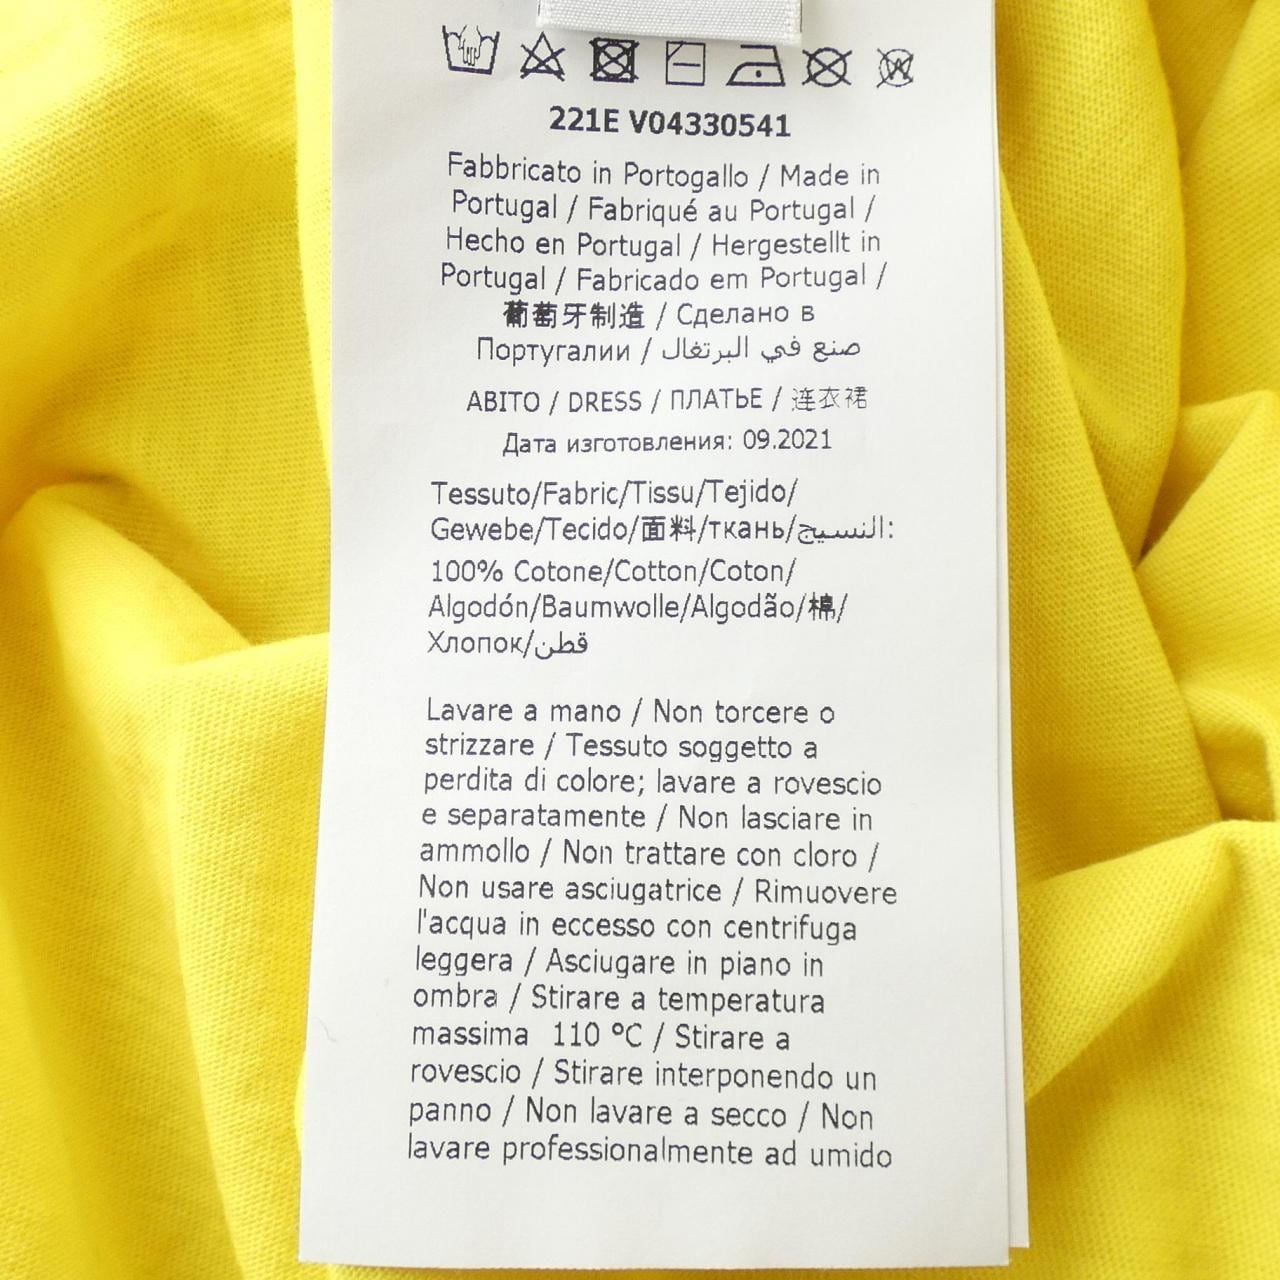 221E V04330541
Fabbricato in Portogallo / Made in
Portugal / Fabriqué au Portugal /
Hecho en Portugal / Hergestellt in
Portugal / Fabricado em Portugal /
葡萄牙制造 / Сделано в
Португалии / صنع في البرتغال
ABITO / DRESS / ПЛАТЬЕ / 连衣裙
Дата изготовления: 09.2021
Tessuto/Fabric/Tissu/Tejido/
Gewebe/Tecido/面料/ткань/النسيج:
100% Cotone/Cotton/Coton/
Algodón/Baumwolle/Algodão/棉/
Хлопок/قطن
Lavare a mano / Non torcere o
strizzare / Tessuto soggetto a
perdita di colore; lavare a rovescio
e separatamente / Non lasciare in
ammollo / Non trattare con cloro /
Non usare asciugatrice / Rimuovere
l'acqua in eccesso con centrifuga
leggera / Asciugare in piano in
ombra / Stirare a temperatura
massima 110 °C / Stirare a
rovescio / Stirare interponendo un
panno / Non lavare a secco / Non
lavare professionalmente ad umido